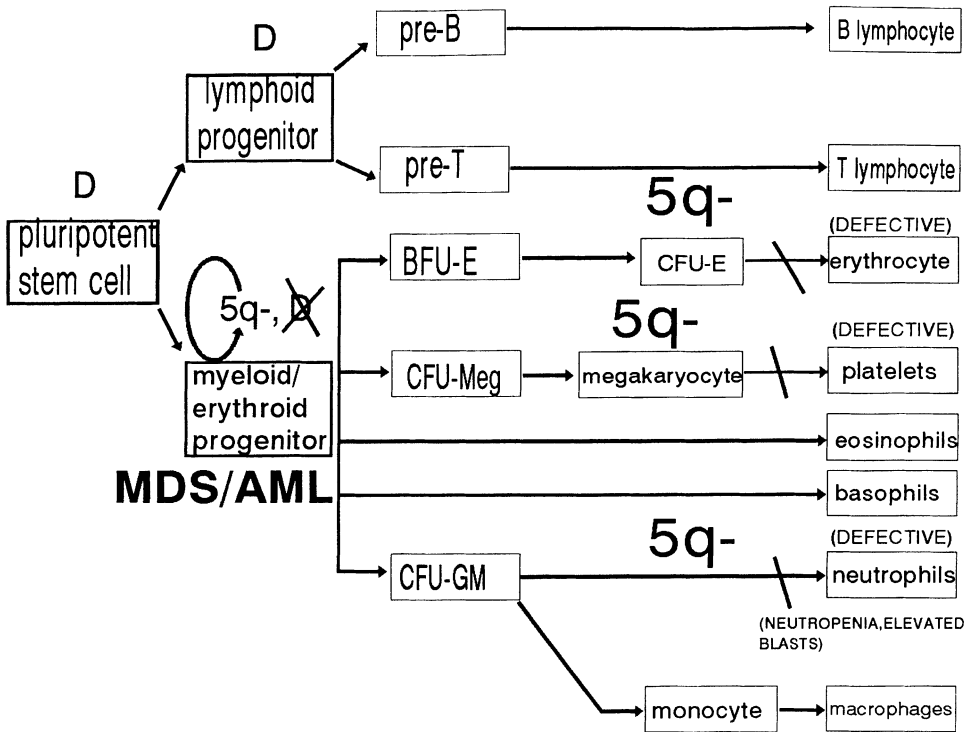 D
pre-B
B lymphocyte
lymphoid
progenitor
pre-T
T lymphocyte
D
pluripotent
stem cell
5q-
(DEFECTIVE)
BFU-E
CFU-E
erythrocyte
5q-, D
5q-
(DEFECTIVE)
myeloid/
erythroid
progenitor
CFU-Meg
megakaryocyte
platelets
eosinophils
MDS/AML
basophils
5q-
(DEFECTIVE)
CFU-GM
neutrophils
(NEUTROPENIA,ELEVATED
BLASTS)
monocyte
macrophages